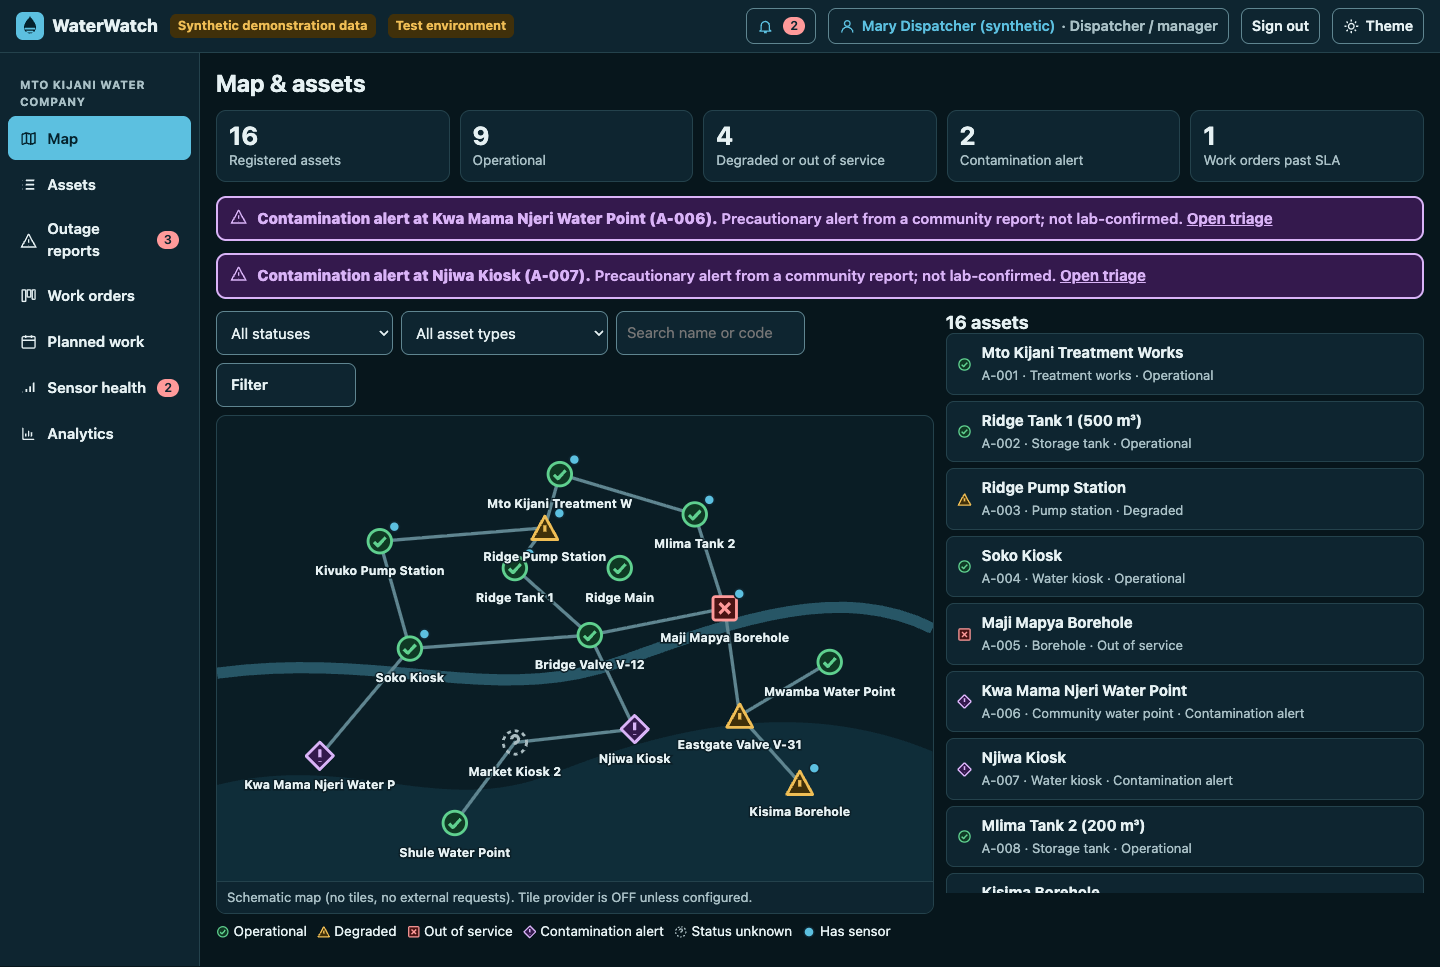 WaterWatch
Synthetic demonstration data
Test environment
2
Mary Dispatcher (synthetic) · Dispatcher / manager
Sign out
Theme
MTO KIJANI WATER
COMPANY
Map
Assets
Outage
reports
3
Work orders
Planned work
Sensor health 2
Analytics
Map & assets
16
Registered assets
9
Operational
4
Degraded or out of service
2
Contamination alert
1
Work orders past SLA
Contamination alert at Kwa Mama Njeri Water Point (A-006). Precautionary alert from a community report; not lab-confirmed. Open triage
Contamination alert at Njiwa Kiosk (A-007). Precautionary alert from a community report; not lab-confirmed. Open triage
All statuses
All asset types
Search name or code
Filter
Mto Kijani Treatment W
Mlima Tank 2
Ridge Pump Station
Kivuko Pump Station
Ridge Tank 1
Ridge Main
Maji Mapya Borehole
Bridge Valve V-12
Soko Kiosk
Mwamba Water Point
Eastgate Valve V-31
Njiwa Kiosk
Market Kiosk 2
Kwa Mama Njeri Water P
Kisima Borehole
Shule Water Point
Schematic map (no tiles, no external requests). Tile provider is OFF unless configured.
Operational
Degraded
Out of service
Contamination alert
Status unknown
Has sensor
16 assets
Mto Kijani Treatment Works
A-001 · Treatment works · Operational
Ridge Tank 1 (500 m³)
A-002 · Storage tank · Operational
Ridge Pump Station
A-003 · Pump station · Degraded
Soko Kiosk
A-004 · Water kiosk · Operational
Maji Mapya Borehole
A-005 · Borehole · Out of service
Kwa Mama Njeri Water Point
A-006 · Community water point · Contamination alert
Njiwa Kiosk
A-007 · Water kiosk · Contamination alert
Mlima Tank 2 (200 m³)
A-008 · Storage tank · Operational
Kisima Borehole